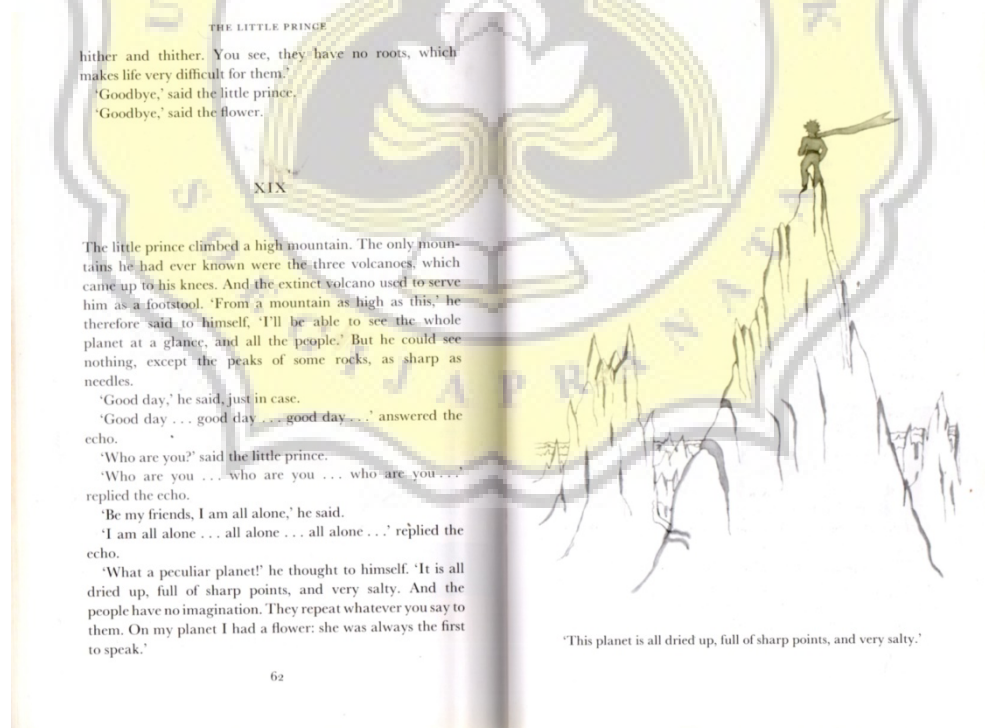 THE LITTLE PRINCE
hither and thither. You see, they have no roots, which
makes life very difficult for them.'
'Goodbye,' said the little prince.
'Goodbye,' said the flower.
XIX
The little prince climbed a high mountain. The only moun-
tains he had ever known were the three volcanoes, which
came up to his knees. And the extinct volcano used to serve
him as a footstool. 'From a mountain as high as this,' he
therefore said to himself, 'I'll be able to see the whole
planet at a glance, and all the people.' But he could see
nothing, except the peaks of some rocks, as sharp as
needles.
'Good day,' he said, just in case.
'Good day . . . good day . . . good day . . .' answered the
echo.
'Who are you?' said the little prince.
'Who are you . . . who are you . . . who are you . . .'
replied the echo.
'Be my friends, I am all alone,' he said.
'I am all alone . . . all alone . . . all alone . . .' replied the
echo.
'What a peculiar planet!' he thought to himself. 'It is all
dried up, full of sharp points, and very salty. And the
people have no imagination. They repeat whatever you say to
them. On my planet I had a flower: she was always the first
to speak.'
62
'This planet is all dried up, full of sharp points, and very salty.'
SOEGIJAPRANATA